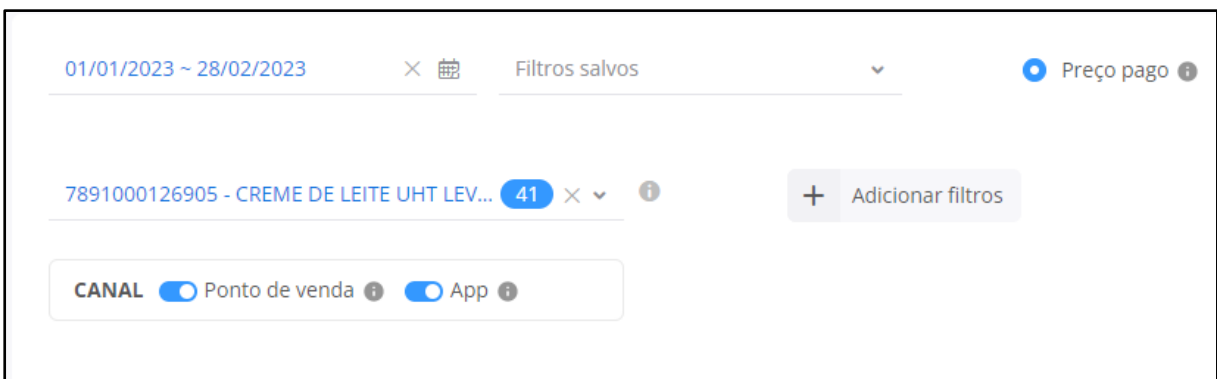 01/01/2023 ~ 28/02/2023 Filtros salvos Preço pago
7891000126905 - CREME DE LEITE UHT LEV... 41 Adicionar filtros
CANAL Ponto de venda App